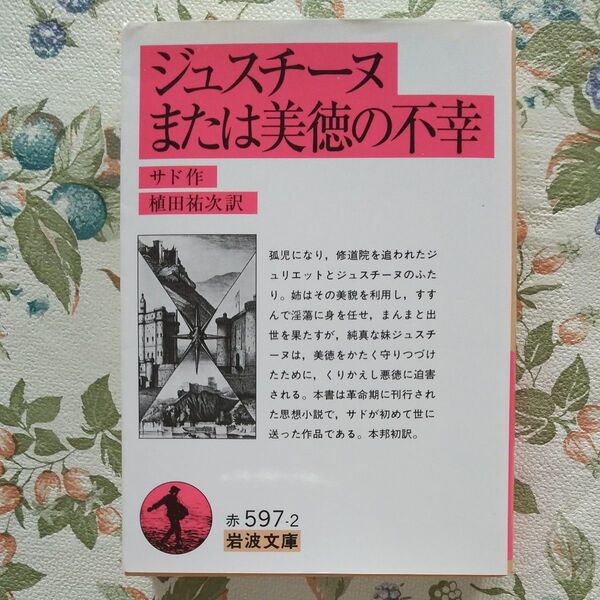 ジュスチーヌ
または美徳の不幸
サド作
植田祐次訳
孤児になり，修道院を追われたジ
ュリエットとジュスチーヌのふた
り。姉はその美貌を利用し，すす
んで淫蕩に身を任せ，まんまと出
世を果たすが，純真な妹ジュスチ
ーヌは，美徳をかたく守りつづけ
たために，くりかえし悪徳に迫害
される。本書は革命期に刊行され
た思想小説で，サドが初めて世に
送った作品である。本邦初訳。
赤597-2
岩波文庫